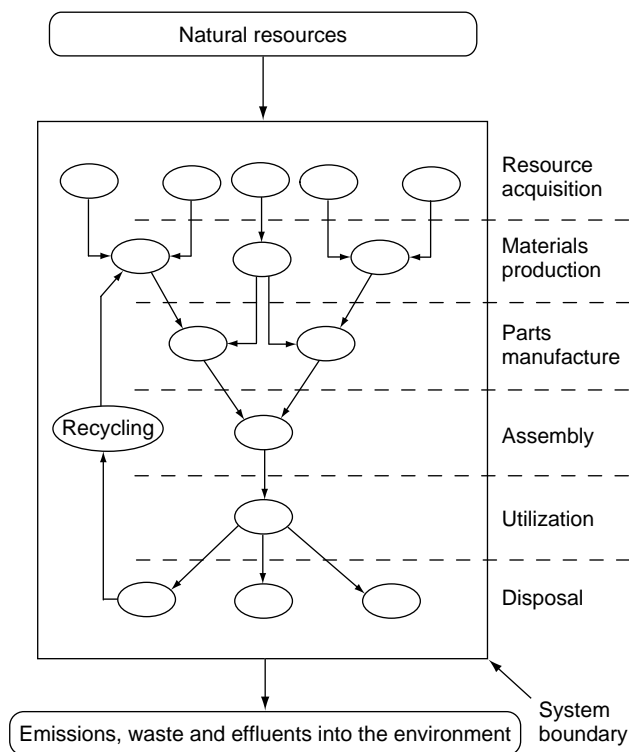 Natural resources
Resource
acquisition
Materials
production
Parts
manufacture
Recycling
Assembly
Utilization
Disposal
System
boundary
Emissions, waste and effluents into the environment